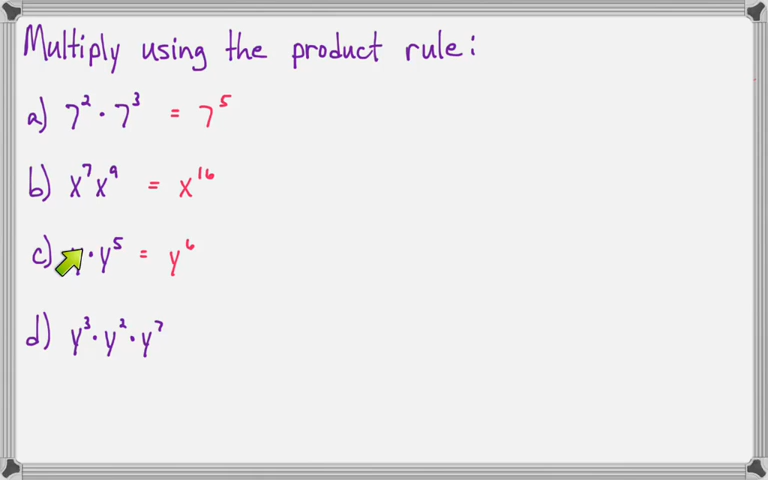 Multiply using the product rule:
a) 7² · 7³ = 7⁵
b) x⁷x⁹ = x¹⁶
c) · y⁵ = y⁶
d) y³ · y² · y⁷